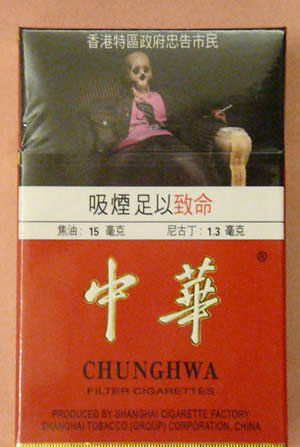 香港特區政府忠告市民
吸煙足以致命
焦油: 15 毫克 尼古丁: 1.3 毫克
中華®
CHUNGHWA
FILTER CIGARETTES
PRODUCED BY SHANGHAI CIGARETTE FACTORY
SHANGHAI TOBACCO (GROUP) CORPORATION, CHINA